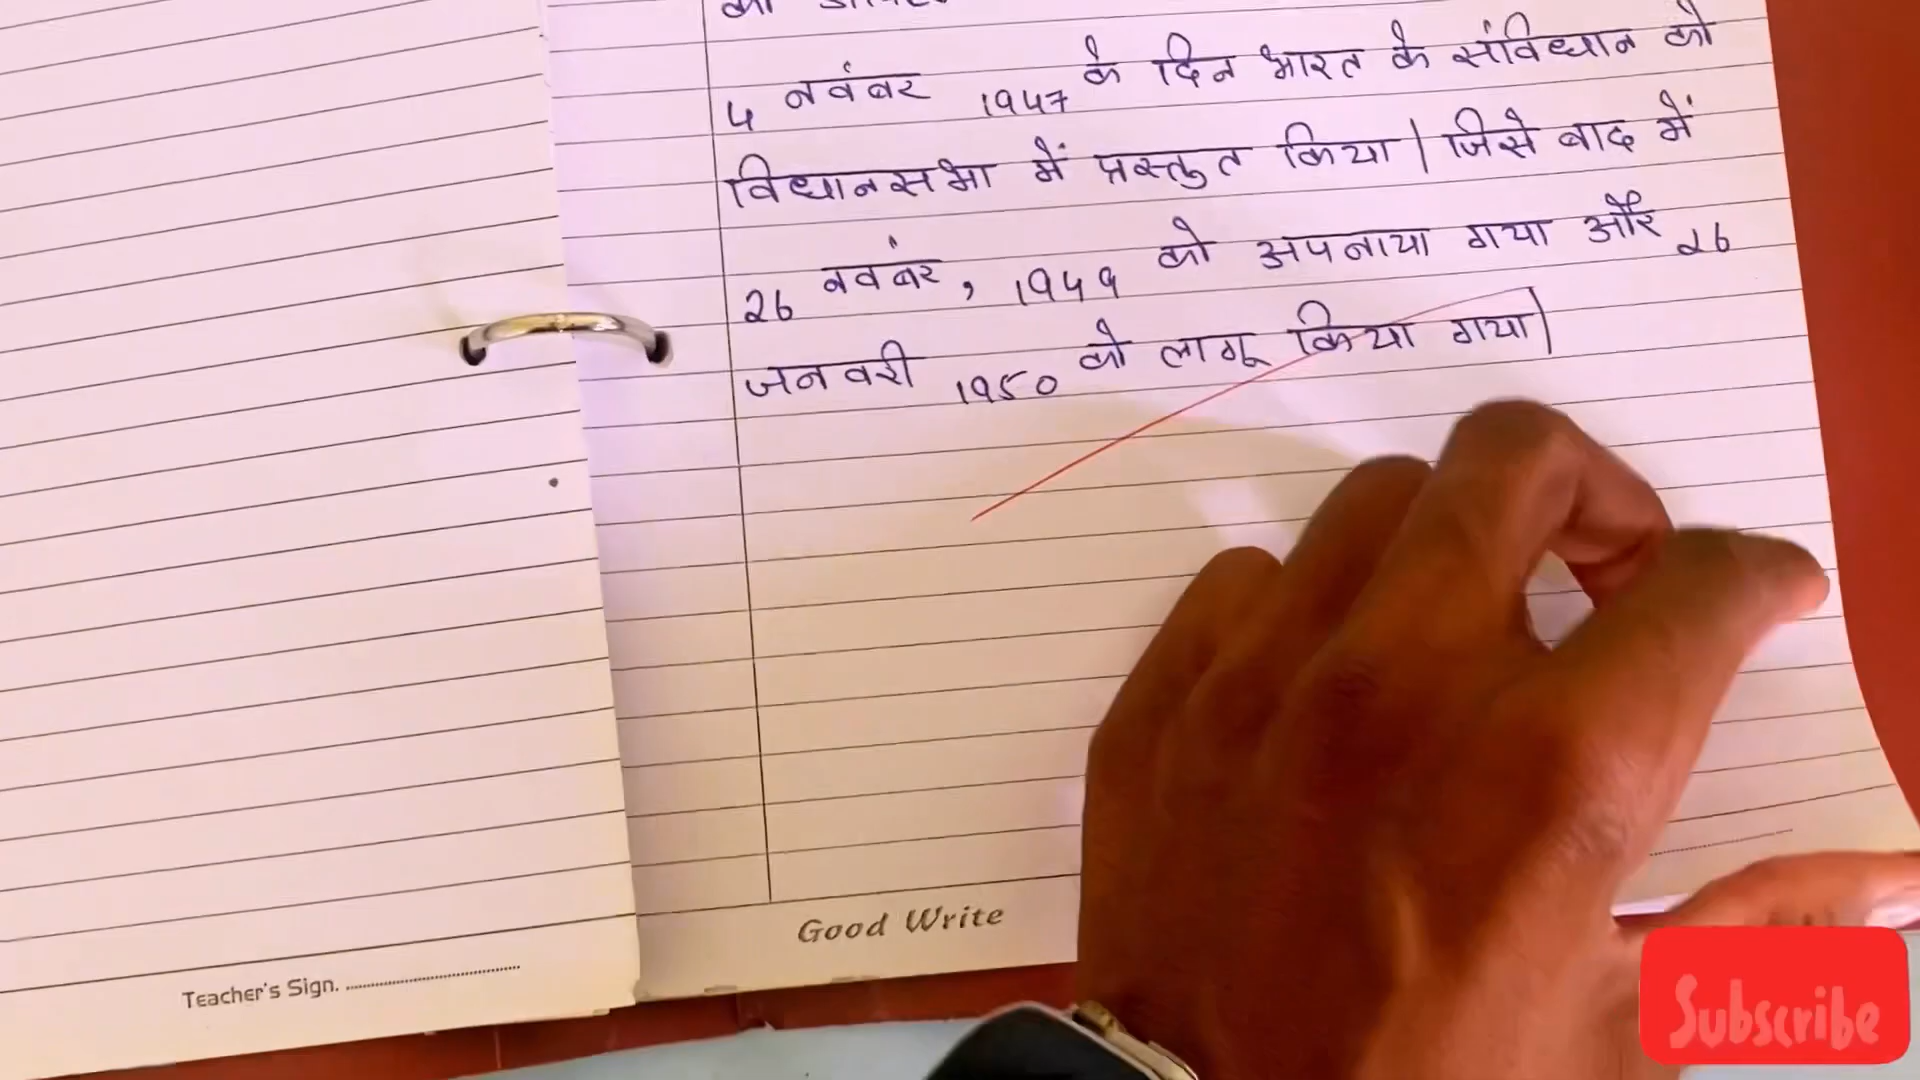 4 नवंबर 1947 के दिन भारत के संविधान को
विधानसभा में प्रस्तुत किया| जिसे बाद में
26 नवंबर, 1949 को अपनाया गया और 26
जनवरी 1950 को लागू किया गया|
Good Write
Teacher's Sign.
Subscribe